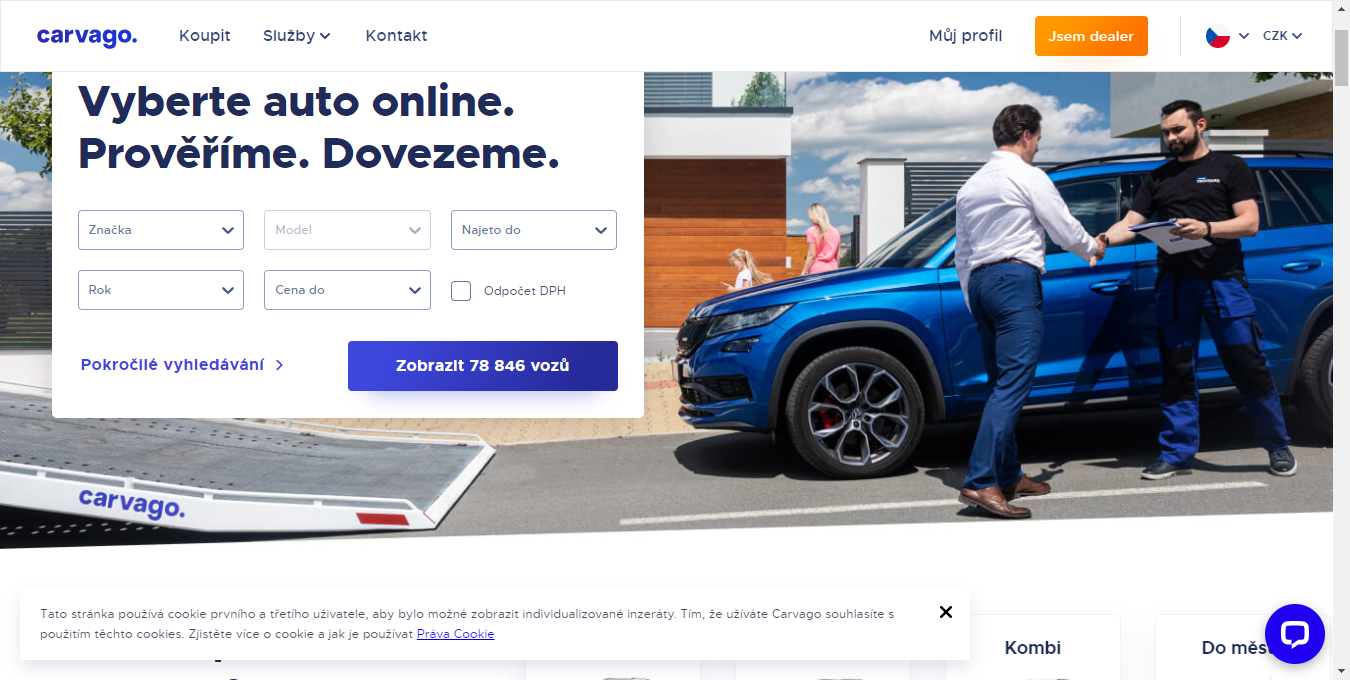 carvago.
Koupit
Služby
Kontakt
Můj profil
Jsem dealer
CZK
Vyberte auto online.
Prověříme. Dovezeme.
Značka
Model
Najeto do
Rok
Cena do
Odpočet DPH
Pokročilé vyhledávání
Zobrazit 78 846 vozů
carvago.
Tato stránka používá cookie prvního a třetího uživatele, aby bylo možné zobrazit individualizované inzeráty. Tím, že užíváte Carvago souhlasíte s
použitím těchto cookies. Zjistěte více o cookie a jak je používat Práva Cookie
Kombi
Do